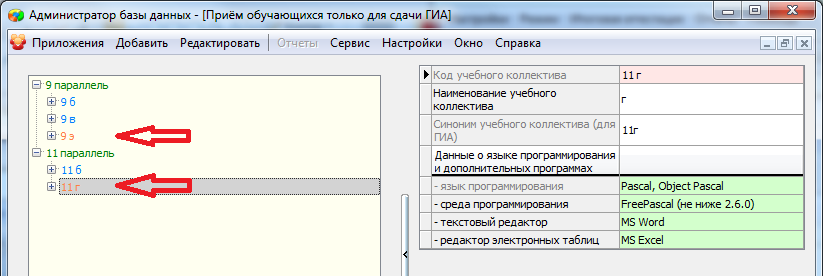 Администратор базы данных - [Приём обучающихся только для сдачи ГИА]
Приложения Добавить Редактировать Отчеты Сервис Настройки Окно Справка
9 параллель
9 б
9 в
9 э
11 параллель
11 б
11 г
Код учебного коллектива 11 г
Наименование учебного
коллектива г
Синоним учебного коллектива (для
ГИА) 11г
Данные о языке программирования
и дополнительных программах
- язык программирования Pascal, Object Pascal
- среда программирования FreePascal (не ниже 2.6.0)
- текстовый редактор MS Word
- редактор электронных таблиц MS Excel